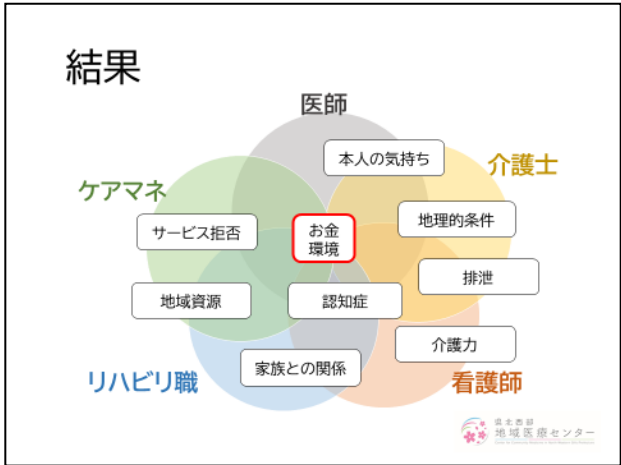 結果
医師
本人の気持ち
介護士
ケアマネ
サービス拒否
お金
環境
地理的条件
排泄
地域資源
認知症
介護力
家族との関係
リハビリ職
看護師
県北西部
地域医療センター